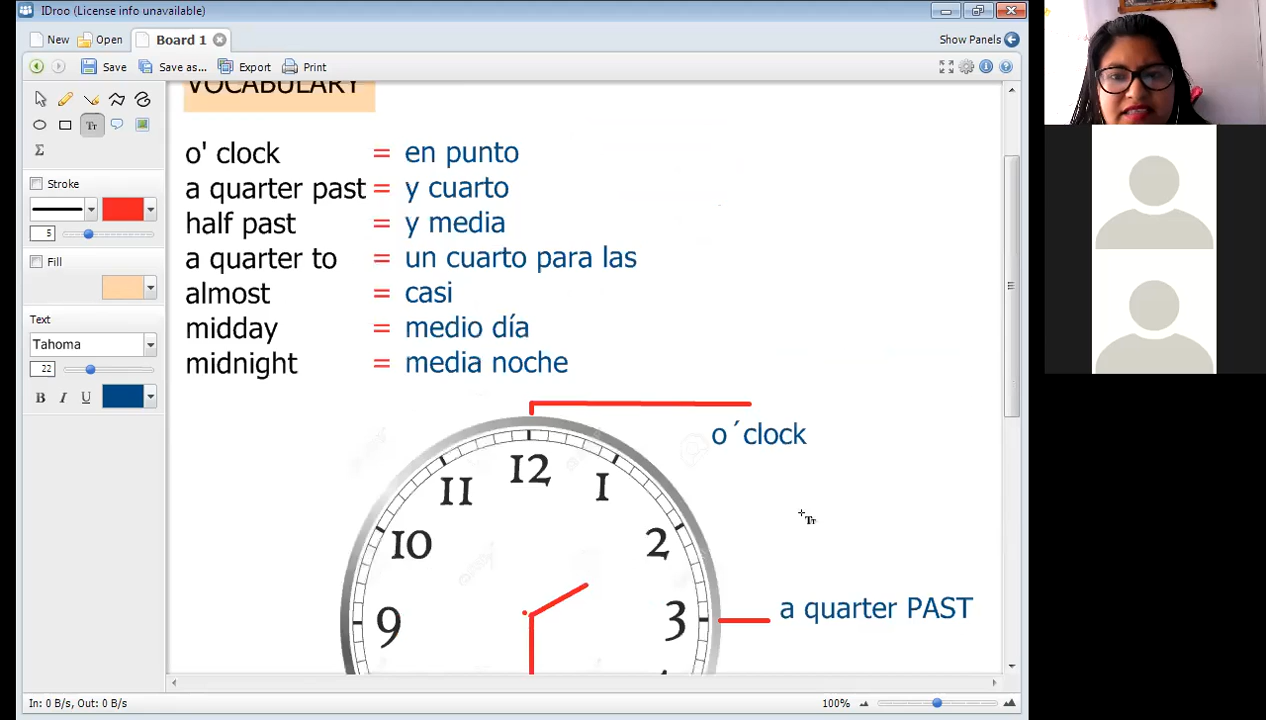 IDroo (License info unavailable)
New Open Board 1 Show Panels
Save Save as... Export Print
VOCABULARY
o' clock = en punto
a quarter past = y cuarto
half past = y media
a quarter to = un cuarto para las
almost = casi
midday = medio día
midnight = media noche
Stroke
5
Fill
Text
Tahoma
22
B I U
o´clock
12
11 1
10 2
9 3
a quarter PAST
In: 0 B/s, Out: 0 B/s 100%